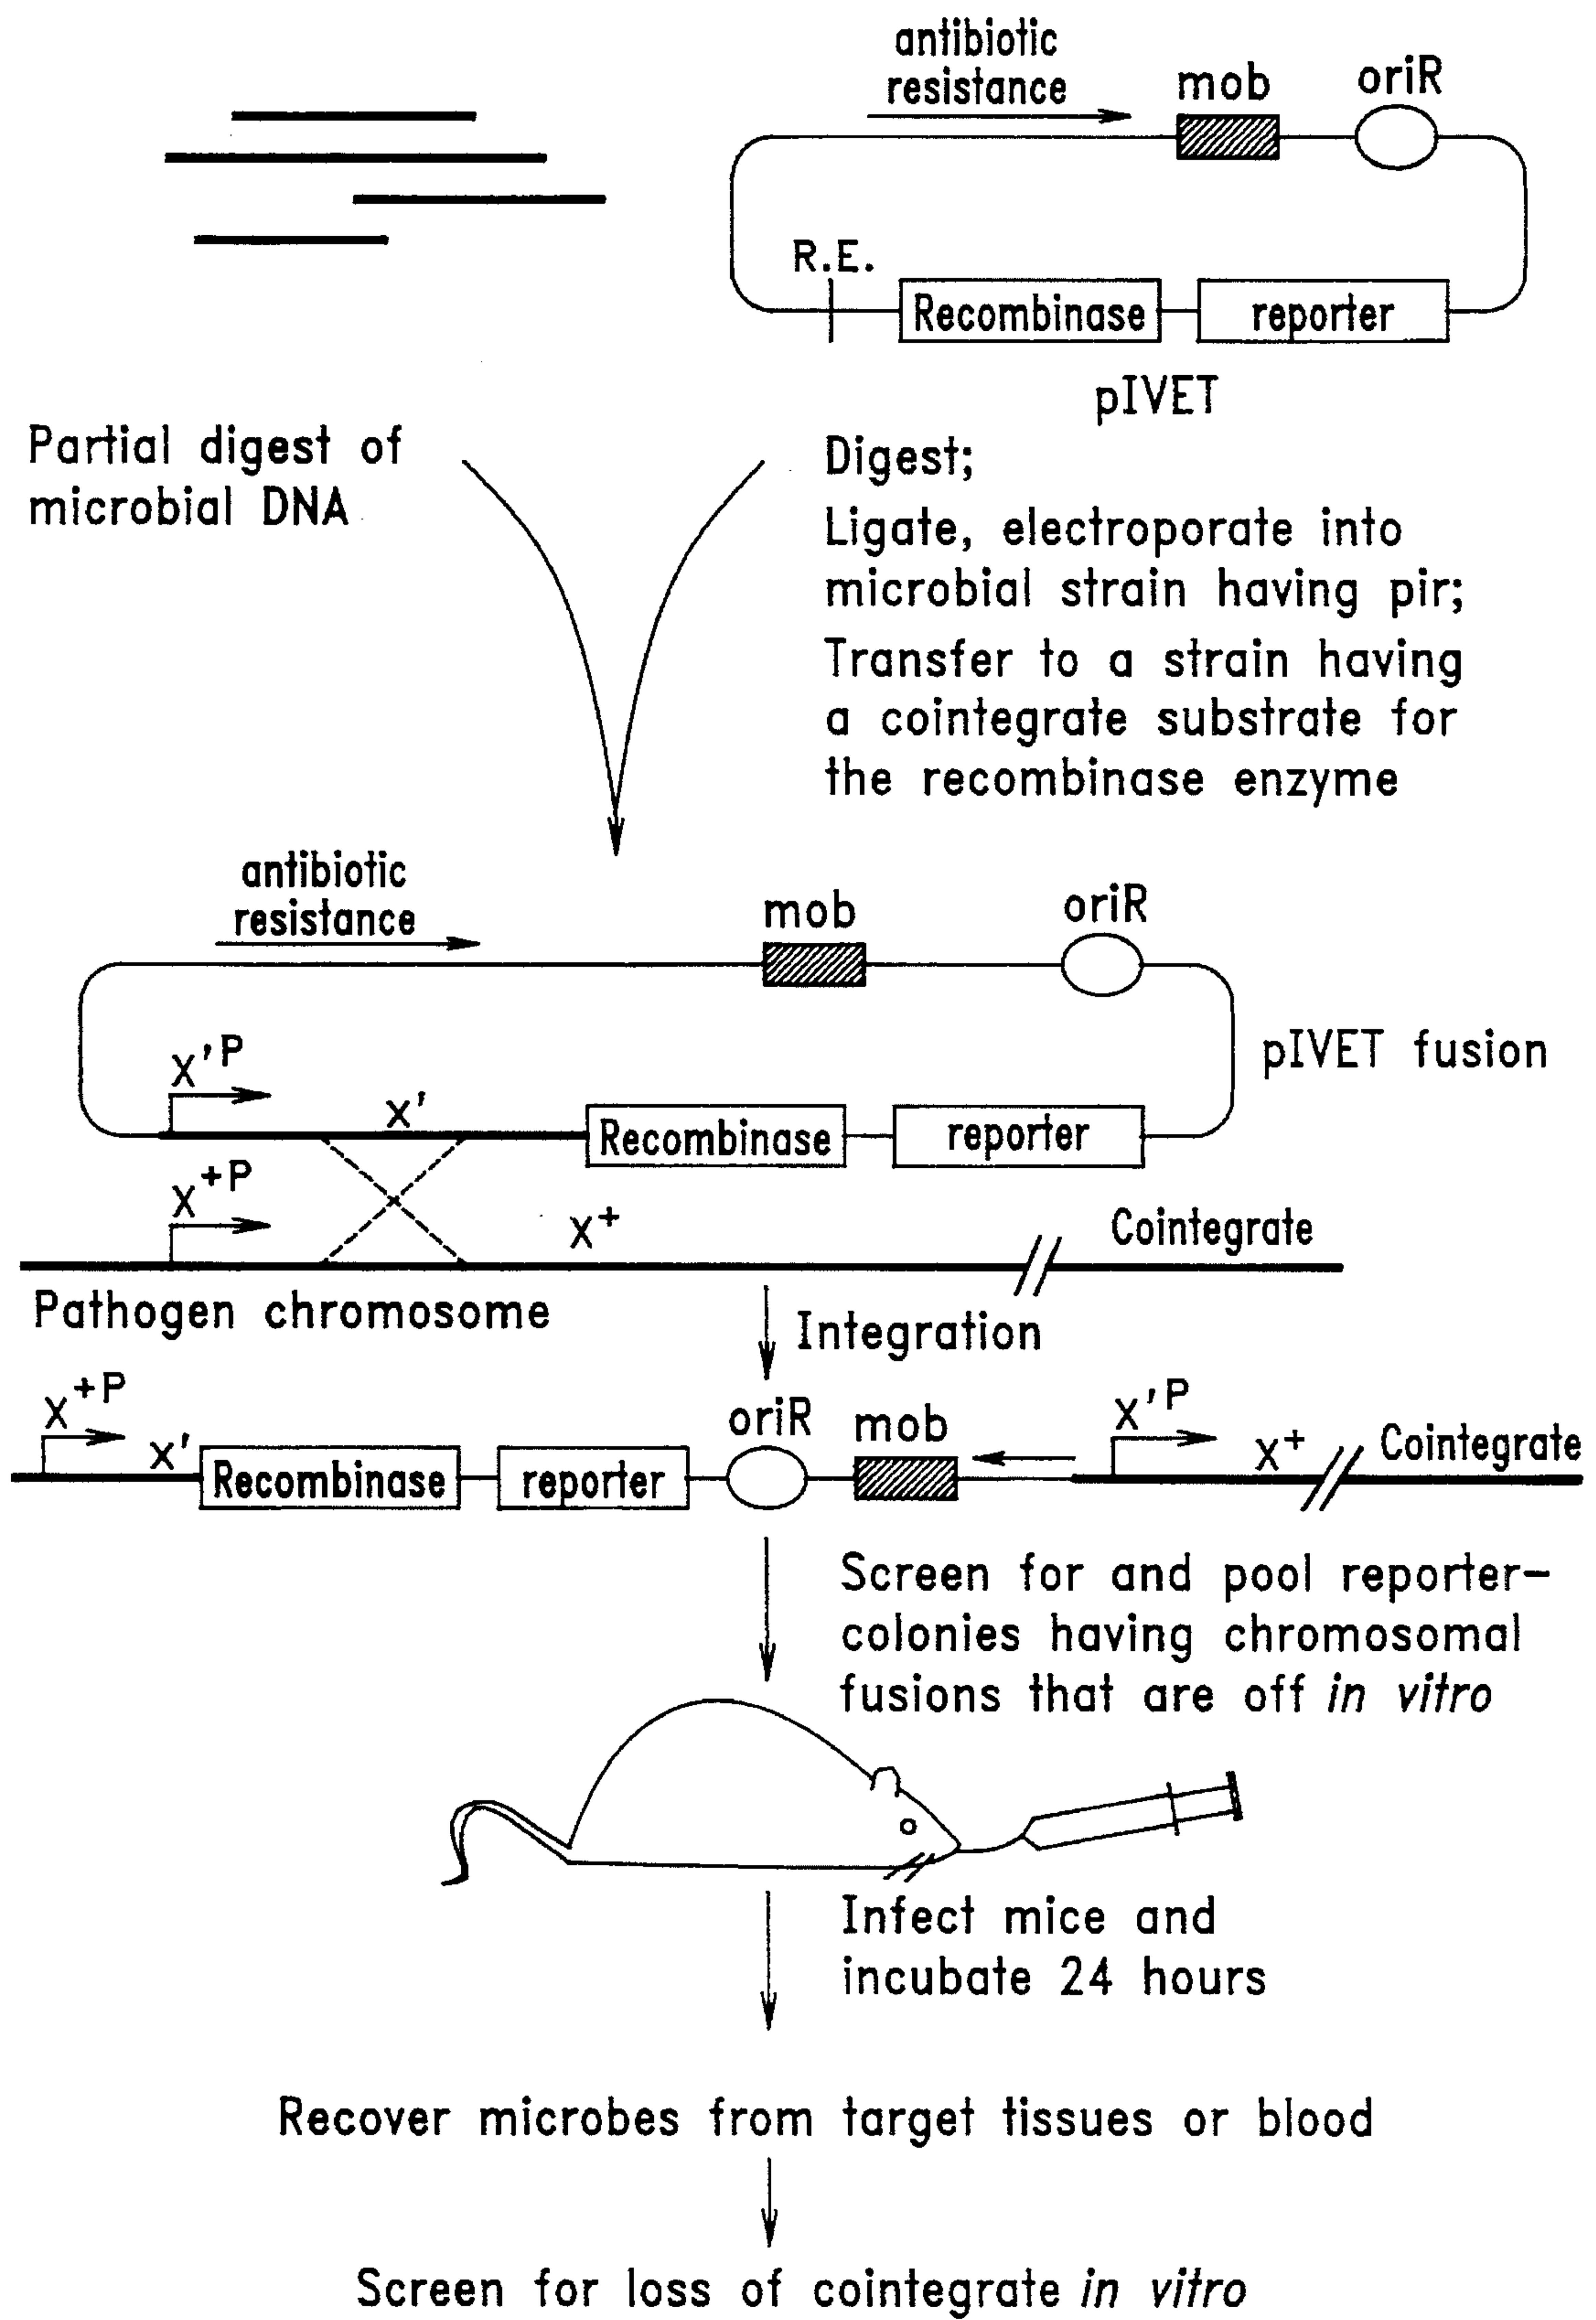 antibiotic
resistance
mob
oriR
R.E.
Recombinase
reporter
pIVET
Partial digest of
microbial DNA
Digest;
Ligate, electroporate into
microbial strain having pir;
Transfer to a strain having
a cointegrate substrate for
the recombinase enzyme
antibiotic
resistance
mob
oriR
X'P
X'
Recombinase
reporter
pIVET fusion
X+P
X+
Cointegrate
Pathogen chromosome
Integration
X+P
X'
Recombinase
reporter
oriR
mob
X'P
X+
Cointegrate
Screen for and pool reporter-
colonies having chromosomal
fusions that are off in vitro
Infect mice and
incubate 24 hours
Recover microbes from target tissues or blood
Screen for loss of cointegrate in vitro